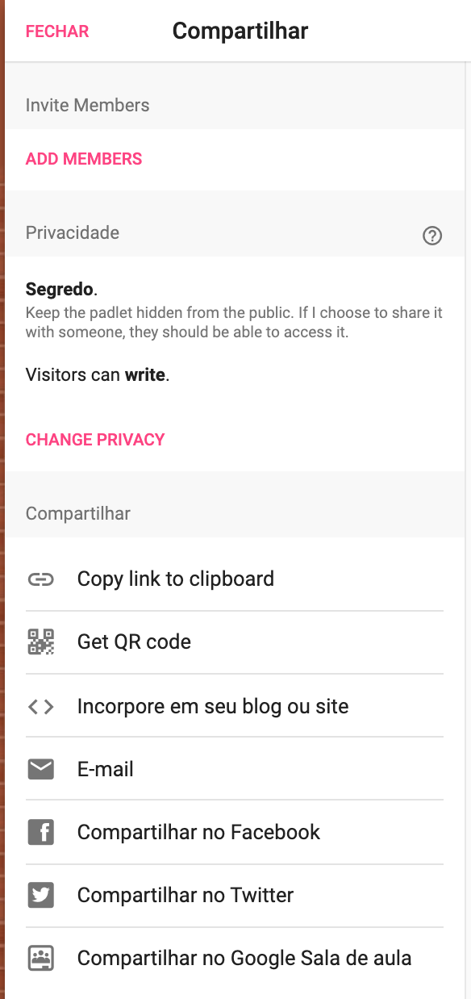 FECHAR
Compartilhar
Invite Members
ADD MEMBERS
Privacidade
Segredo.
Keep the padlet hidden from the public. If I choose to share it
with someone, they should be able to access it.
Visitors can write.
CHANGE PRIVACY
Compartilhar
Copy link to clipboard
Get QR code
Incorpore em seu blog ou site
E-mail
Compartilhar no Facebook
Compartilhar no Twitter
Compartilhar no Google Sala de aula